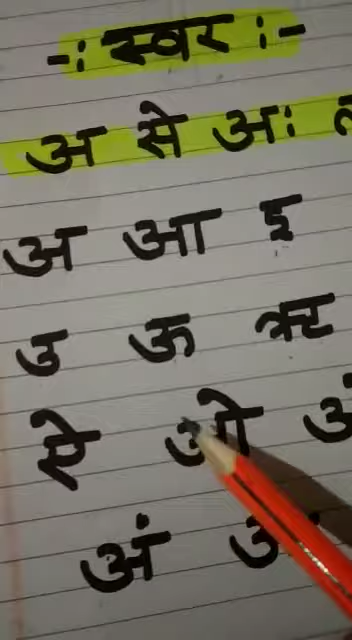 -: स्वर :-
अ से अः
अ आ इ
उ ऊ ऋ
ऐ ओ
अं